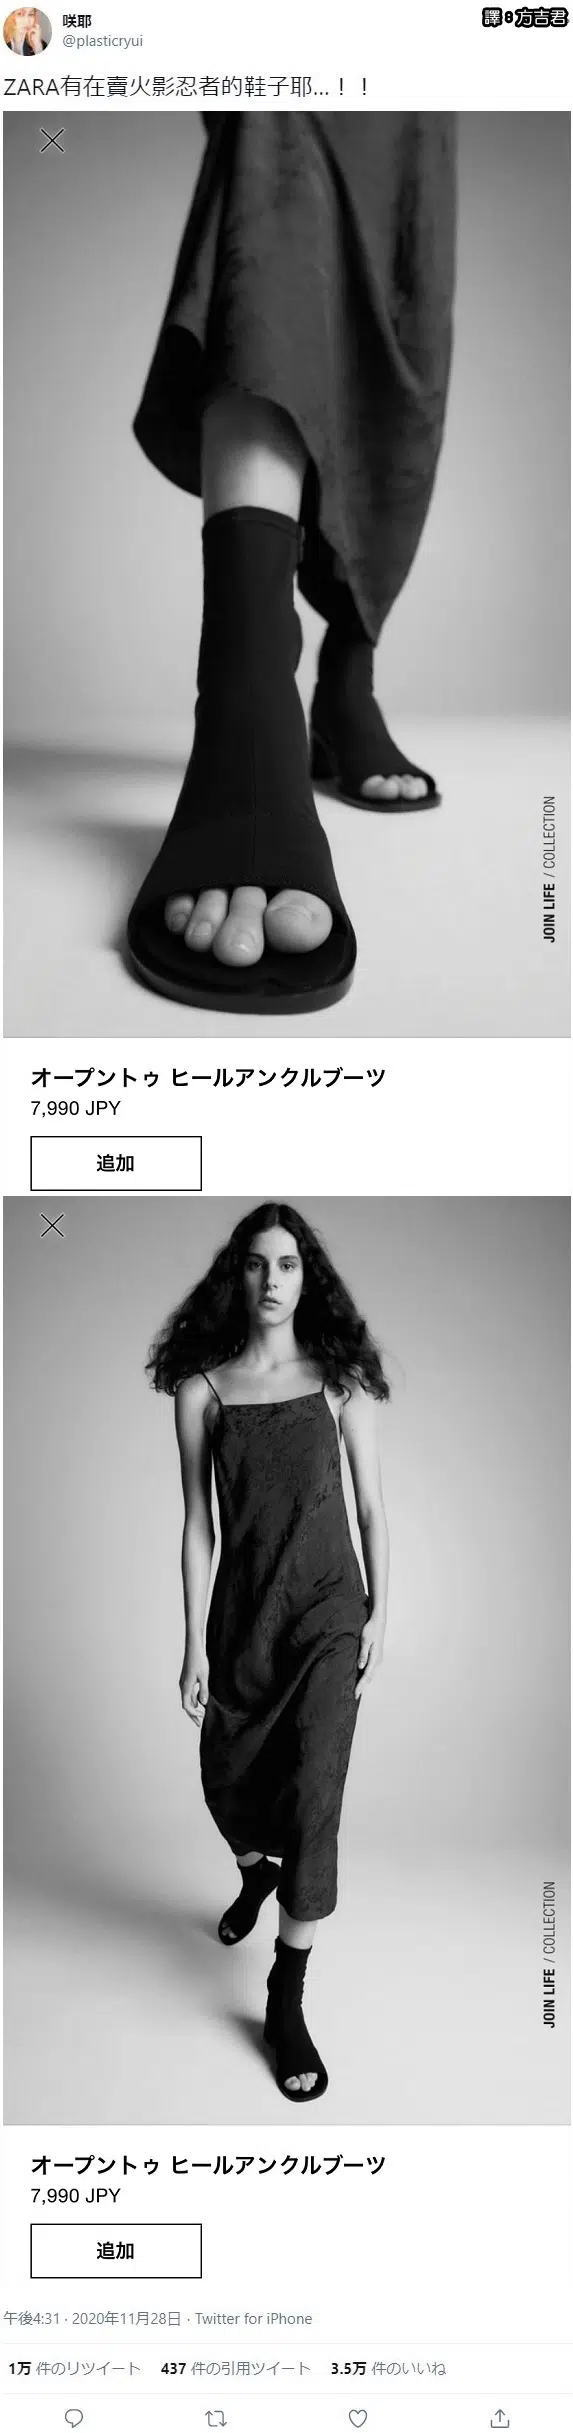 咲耶
@plasticryui
譯8方吉君
ZARA有在賣火影忍者的鞋子耶...！！
JOIN LIFE / COLLECTION
オープントゥ ヒールアンクルブーツ
7,990 JPY
追加
JOIN LIFE / COLLECTION
オープントゥ ヒールアンクルブーツ
7,990 JPY
追加
午後4:31 · 2020年11月28日 · Twitter for iPhone
1万 件のリツイート 437 件の引用ツイート 3.5万 件のいいね